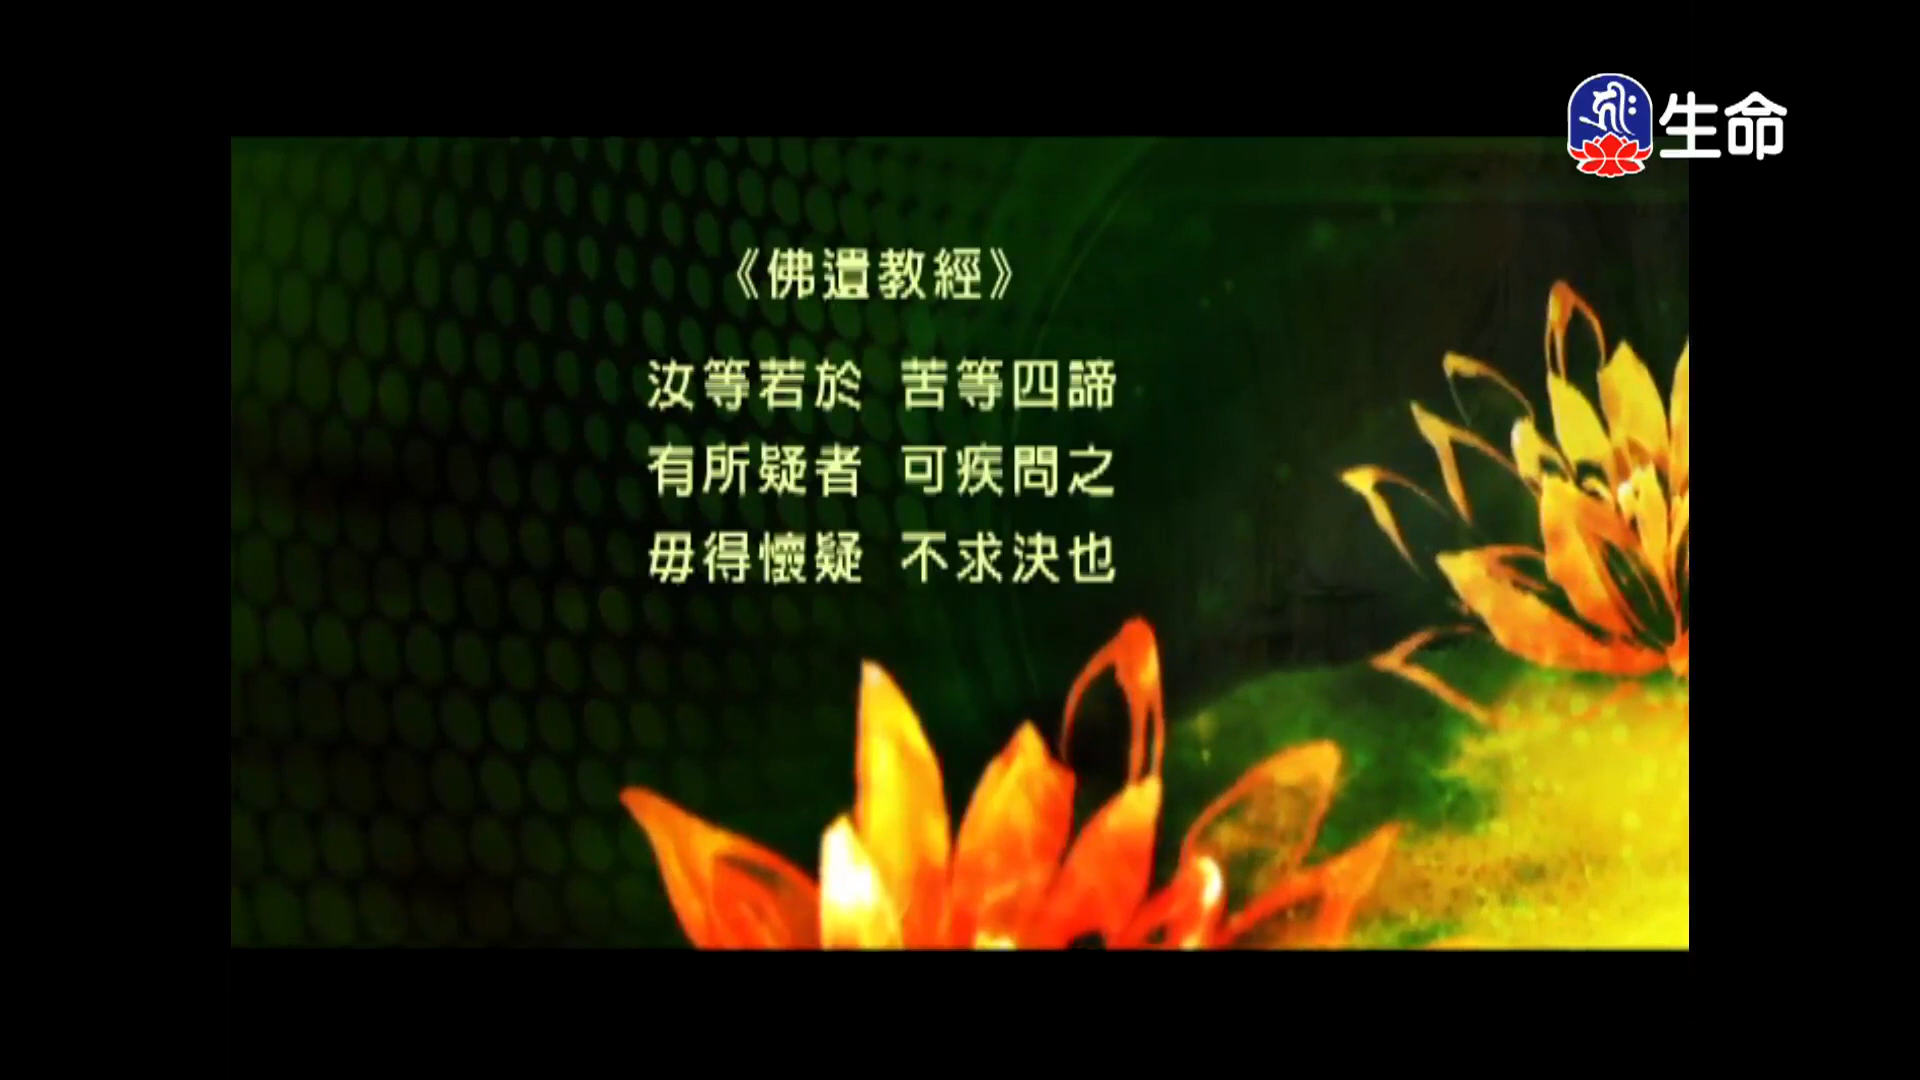 生命
《佛遺教經》
汝等若於 苦等四諦
有所疑者 可疾問之
毋得懷疑 不求決也